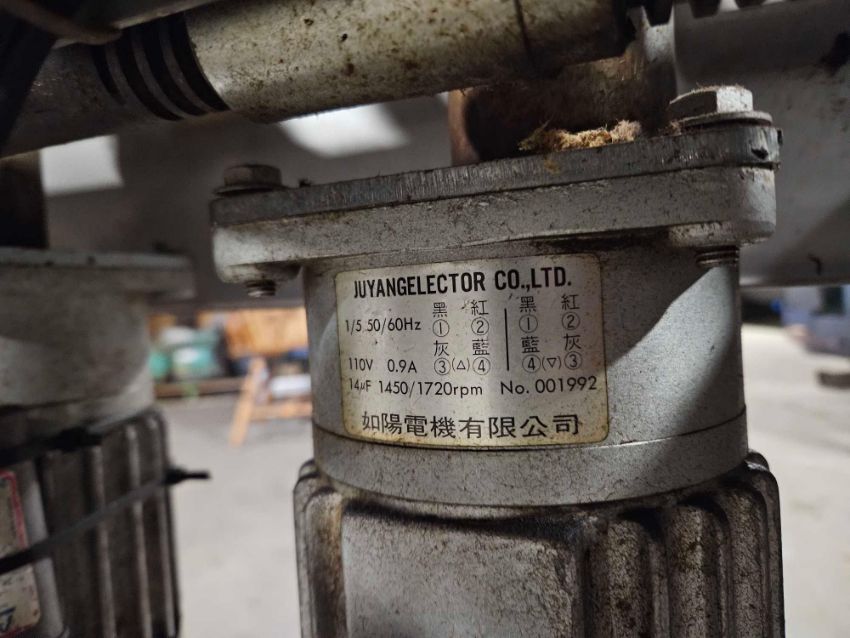 JUYANGELECTOR CO.,LTD.
黑 紅 黑 紅
1/5 50/60Hz ① ② ① ②
灰 藍 藍 灰
110V 0.9A ③(△)④ ④(▽)③
14μF 1450/1720rpm No. 001992
如陽電機有限公司